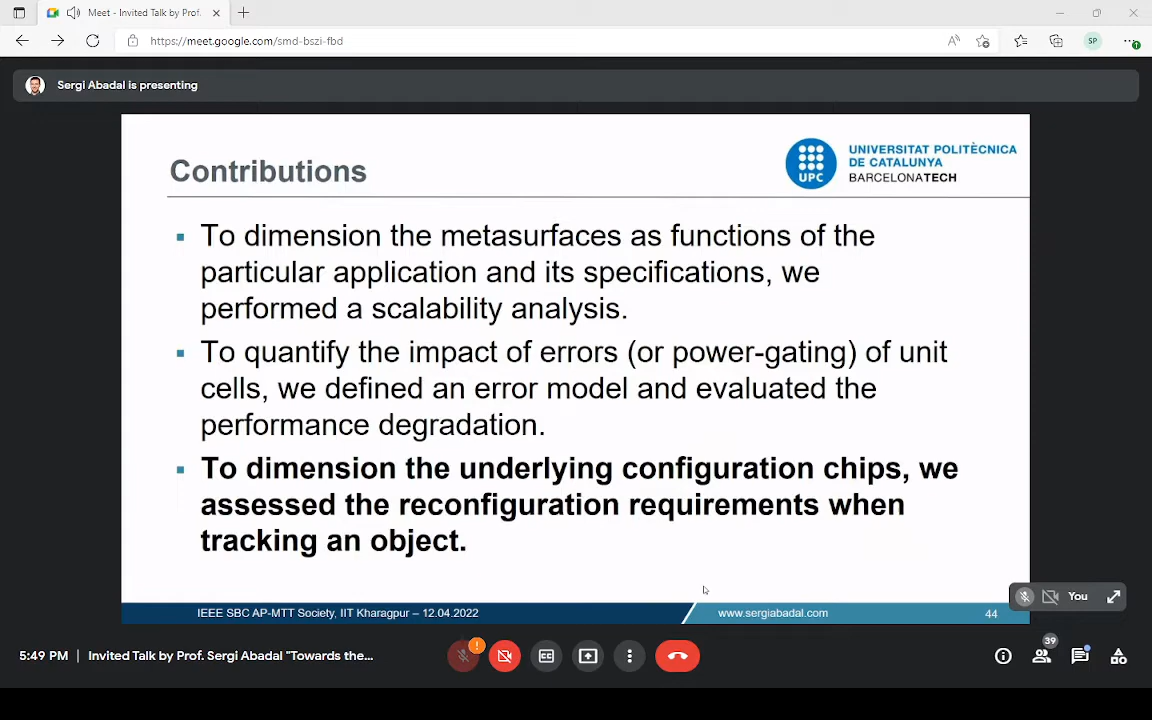 Meet - Invited Talk by Prof.
https://meet.google.com/smd-bszi-fbd
SP
Sergi Abadal is presenting
Contributions
UPC
UNIVERSITAT POLITÈCNICA
DE CATALUNYA
BARCELONATECH
To dimension the metasurfaces as functions of the
particular application and its specifications, we
performed a scalability analysis.
To quantify the impact of errors (or power-gating) of unit
cells, we defined an error model and evaluated the
performance degradation.
To dimension the underlying configuration chips, we
assessed the reconfiguration requirements when
tracking an object.
You
IEEE SBC AP-MTT Society, IIT Kharagpur – 12.04.2022
www.sergiabadal.com
44
5:49 PM | Invited Talk by Prof. Sergi Abadal "Towards the...
CC
39